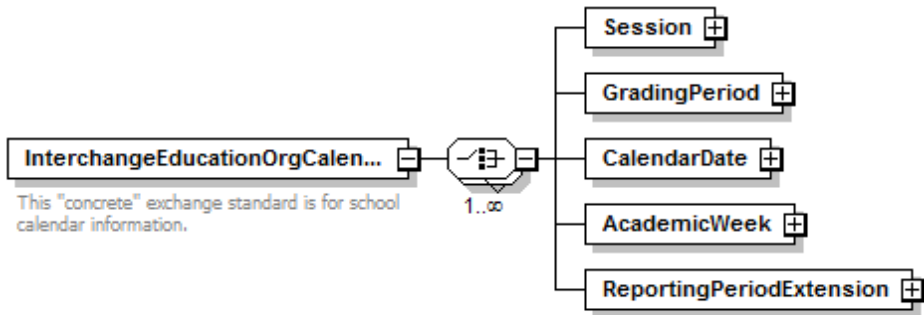 Session
GradingPeriod
InterchangeEducationOrgCalen...
CalendarDate
This "concrete" exchange standard is for school
calendar information.
1..∞
AcademicWeek
ReportingPeriodExtension